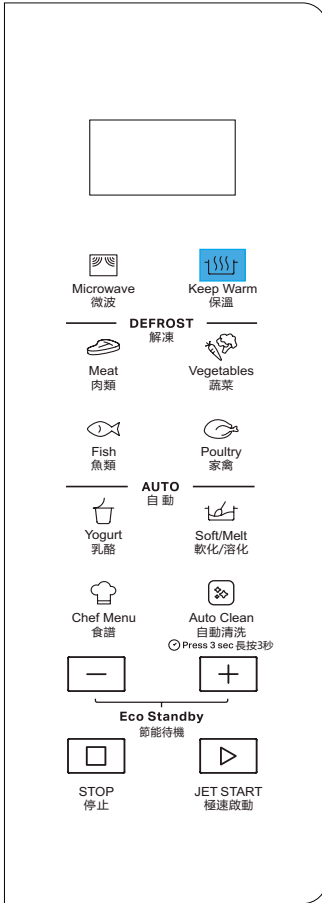 Microwave
微波
Keep Warm
保溫
DEFROST
解凍
Meat
肉類
Vegetables
蔬菜
Fish
魚類
Poultry
家禽
AUTO
自動
Yogurt
乳酪
Soft/Melt
軟化/溶化
Chef Menu
食譜
Auto Clean
自動清洗
Press 3 sec 長按3秒
Eco Standby
節能待機
STOP
停止
JET START
極速啟動